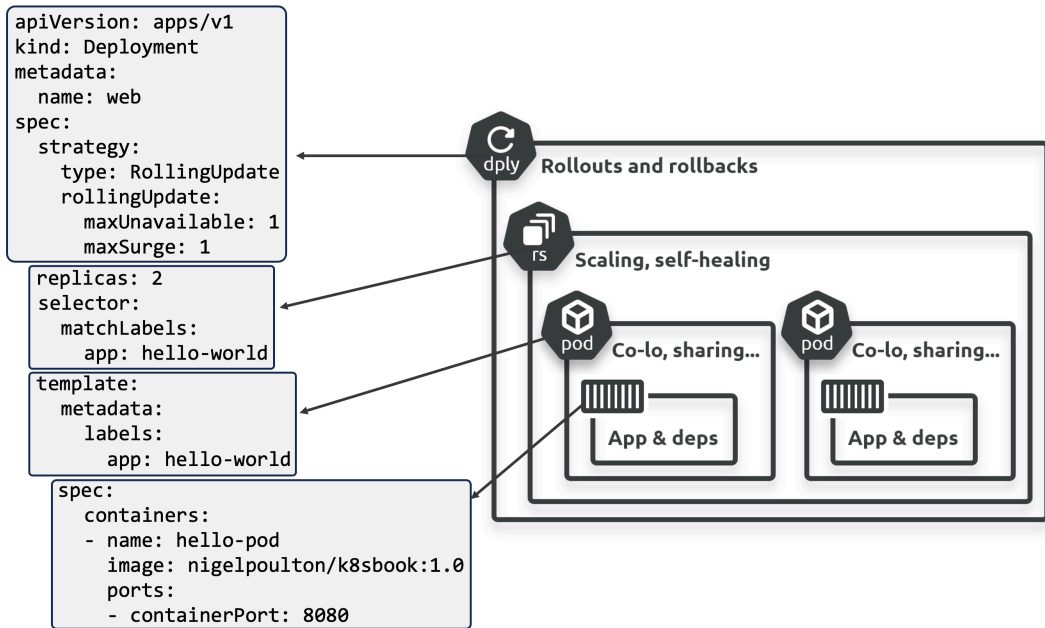 apiVersion: apps/v1
kind: Deployment
metadata:
  name: web
spec:
  strategy:
    type: RollingUpdate
    rollingUpdate:
      maxUnavailable: 1
      maxSurge: 1
replicas: 2
selector:
  matchLabels:
    app: hello-world
template:
  metadata:
    labels:
      app: hello-world
spec:
  containers:
  - name: hello-pod
    image: nigelpoulton/k8sbook:1.0
    ports:
    - containerPort: 8080
dply
Rollouts and rollbacks
rs
Scaling, self-healing
pod
Co-lo, sharing...
App & deps
pod
Co-lo, sharing...
App & deps